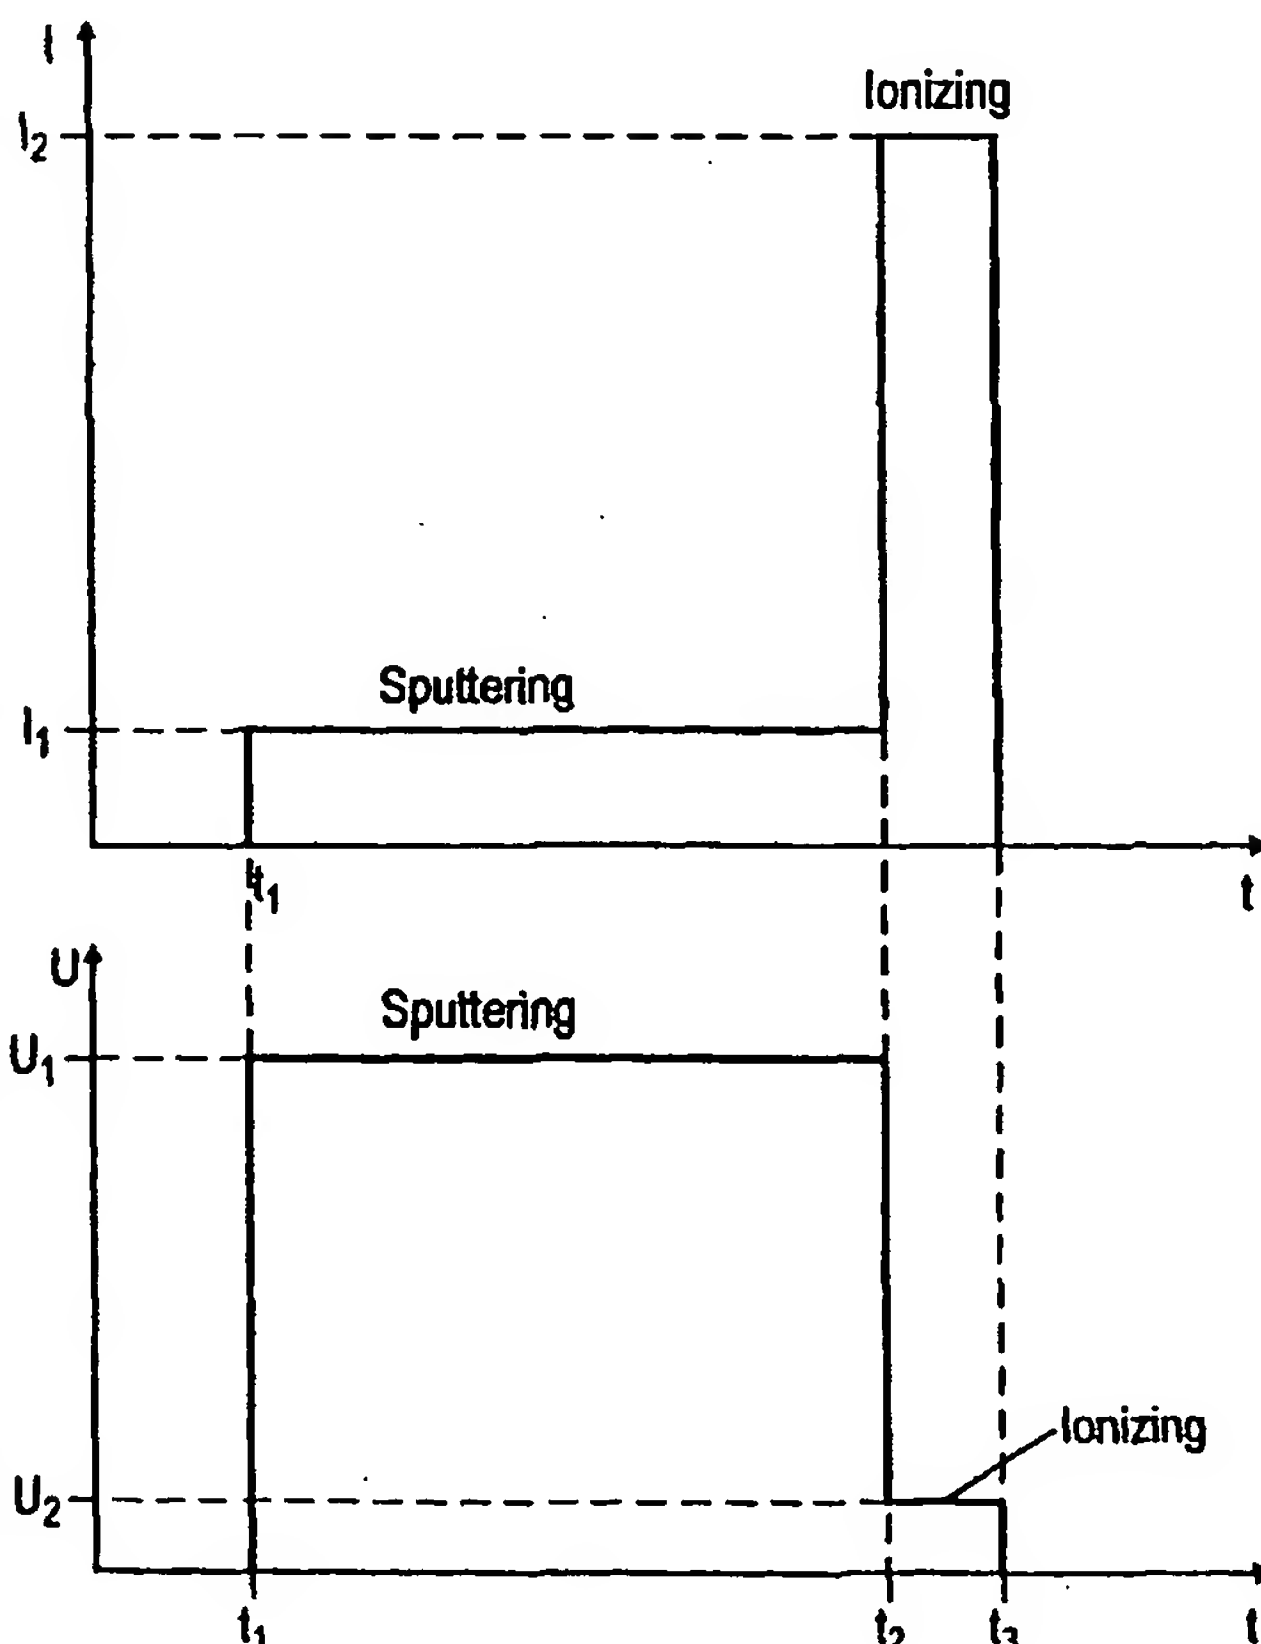 I
Ionizing
I₂
Sputtering
I₁
t₁
t
U
Sputtering
U₁
Ionizing
U₂
t₁ t₂ t₃ t